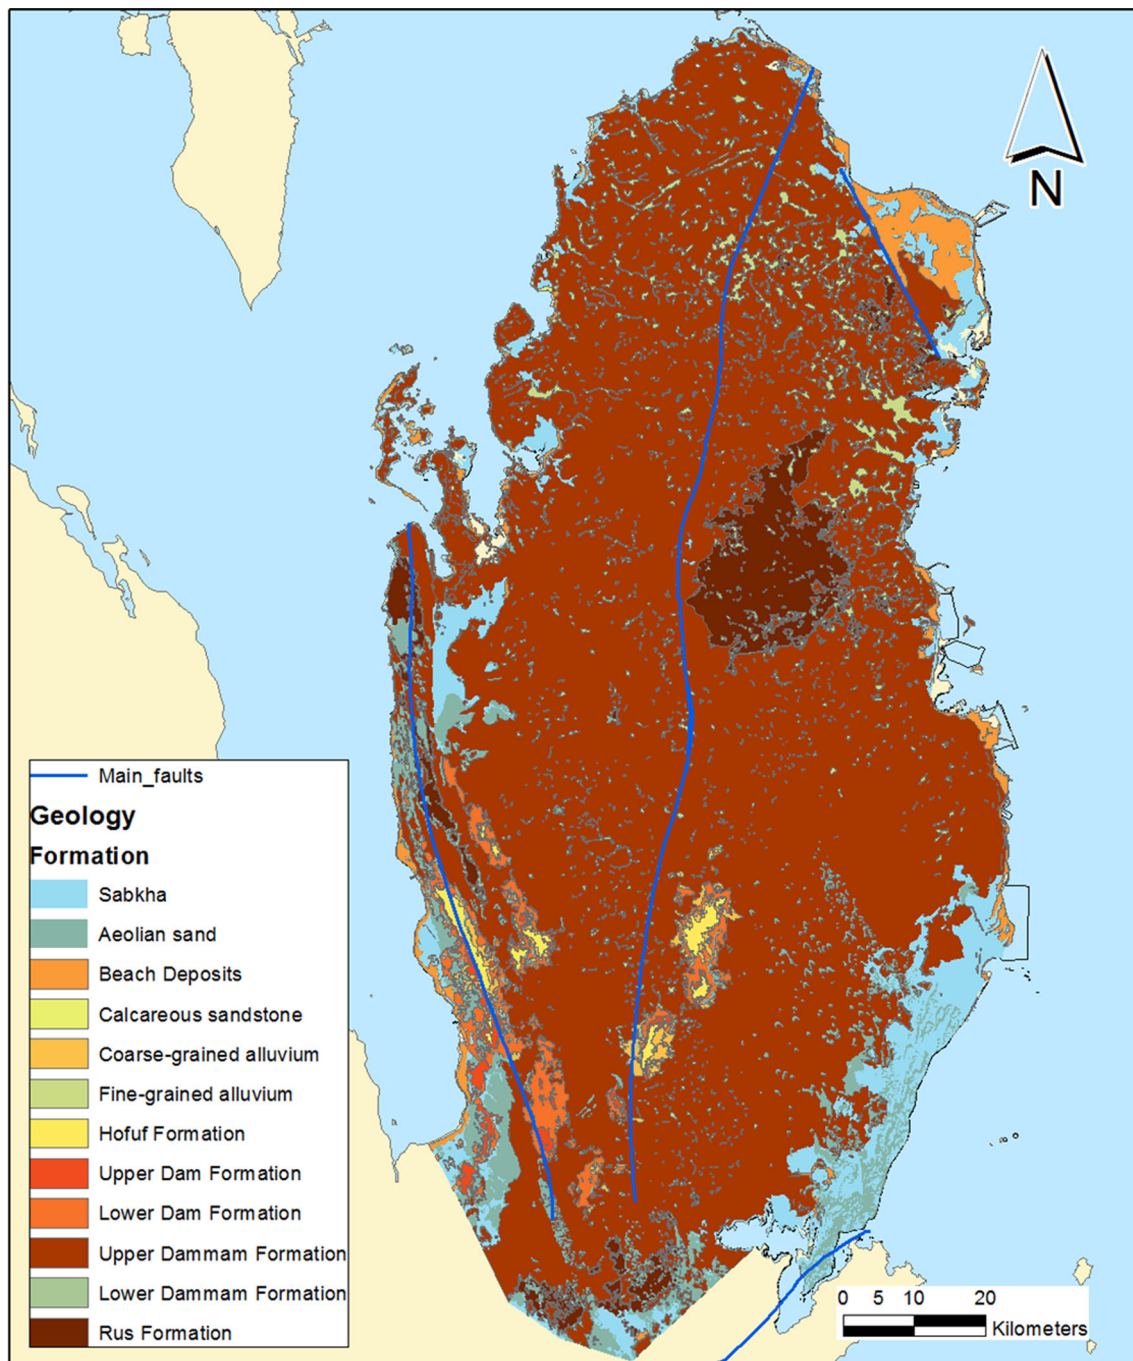 N
Main_faults
Geology
Formation
Sabkha
Aeolian sand
Beach Deposits
Calcareous sandstone
Coarse-grained alluvium
Fine-grained alluvium
Hofuf Formation
Upper Dam Formation
Lower Dam Formation
Upper Dammam Formation
Lower Dammam Formation
Rus Formation
0 5 10 20
Kilometers